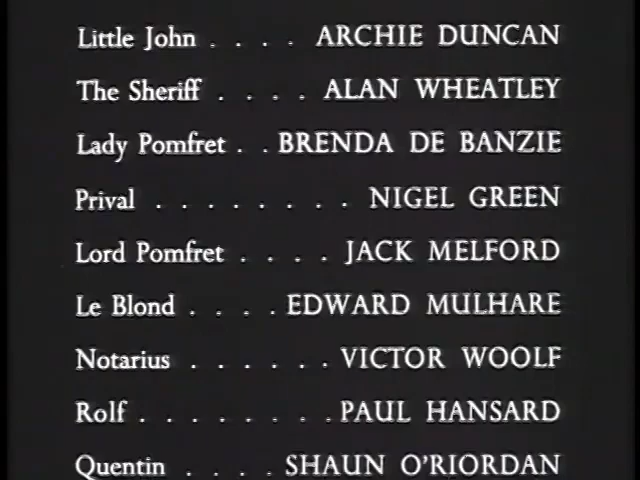 Little John . . . . ARCHIE DUNCAN
The Sheriff . . . . ALAN WHEATLEY
Lady Pomfret . . BRENDA DE BANZIE
Prival . . . . . . . . NIGEL GREEN
Lord Pomfret . . . . JACK MELFORD
Le Blond . . . . EDWARD MULHARE
Notarius . . . . . . VICTOR WOOLF
Rolf . . . . . . . . PAUL HANSARD
Quentin . . . . SHAUN O'RIORDAN